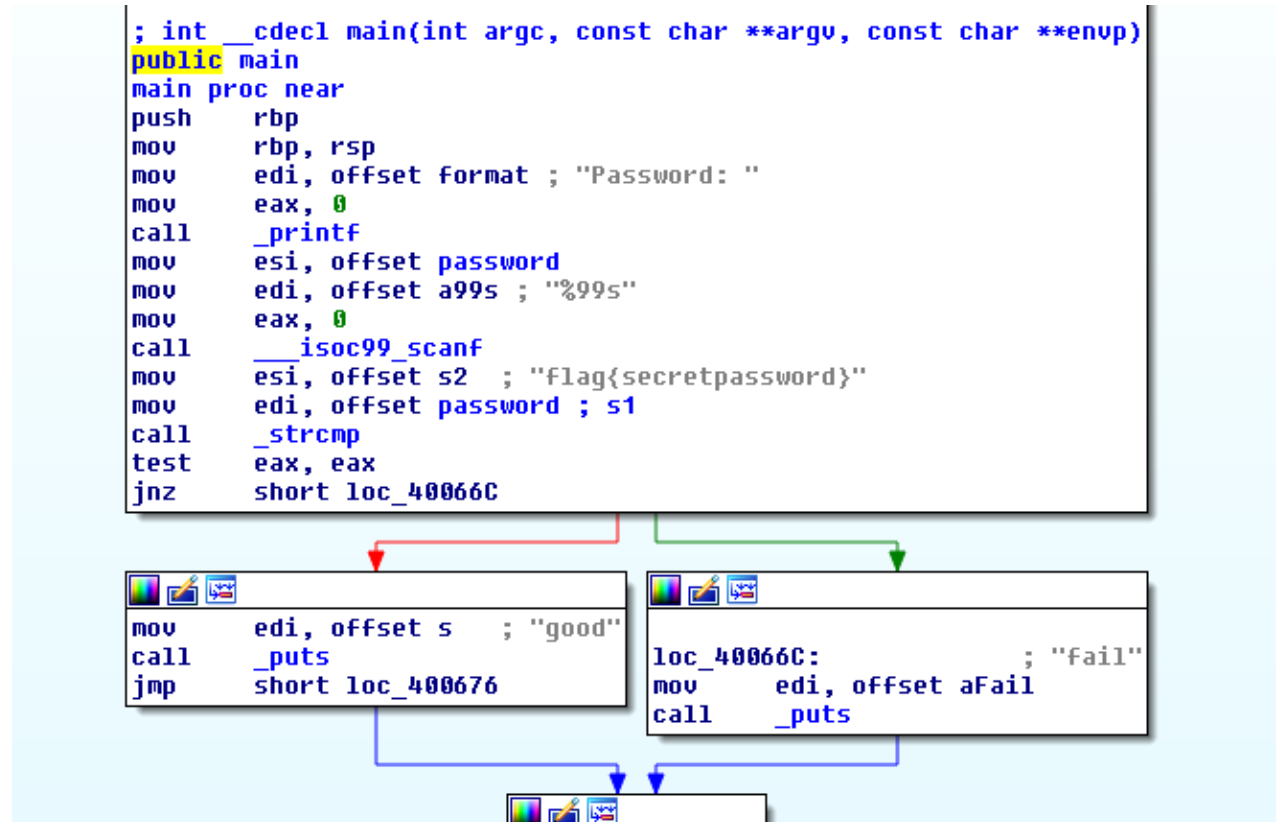 ; int __cdecl main(int argc, const char **argv, const char **envp)
public main
main proc near
push rbp
mov rbp, rsp
mov edi, offset format ; "Password: "
mov eax, 0
call _printf
mov esi, offset password
mov edi, offset a99s ; "%99s"
mov eax, 0
call ___isoc99_scanf
mov esi, offset s2 ; "flag{secretpassword}"
mov edi, offset password ; s1
call _strcmp
test eax, eax
jnz short loc_40066C
mov edi, offset s ; "good"
call _puts
jmp short loc_400676
loc_40066C: ; "fail"
mov edi, offset aFail
call _puts